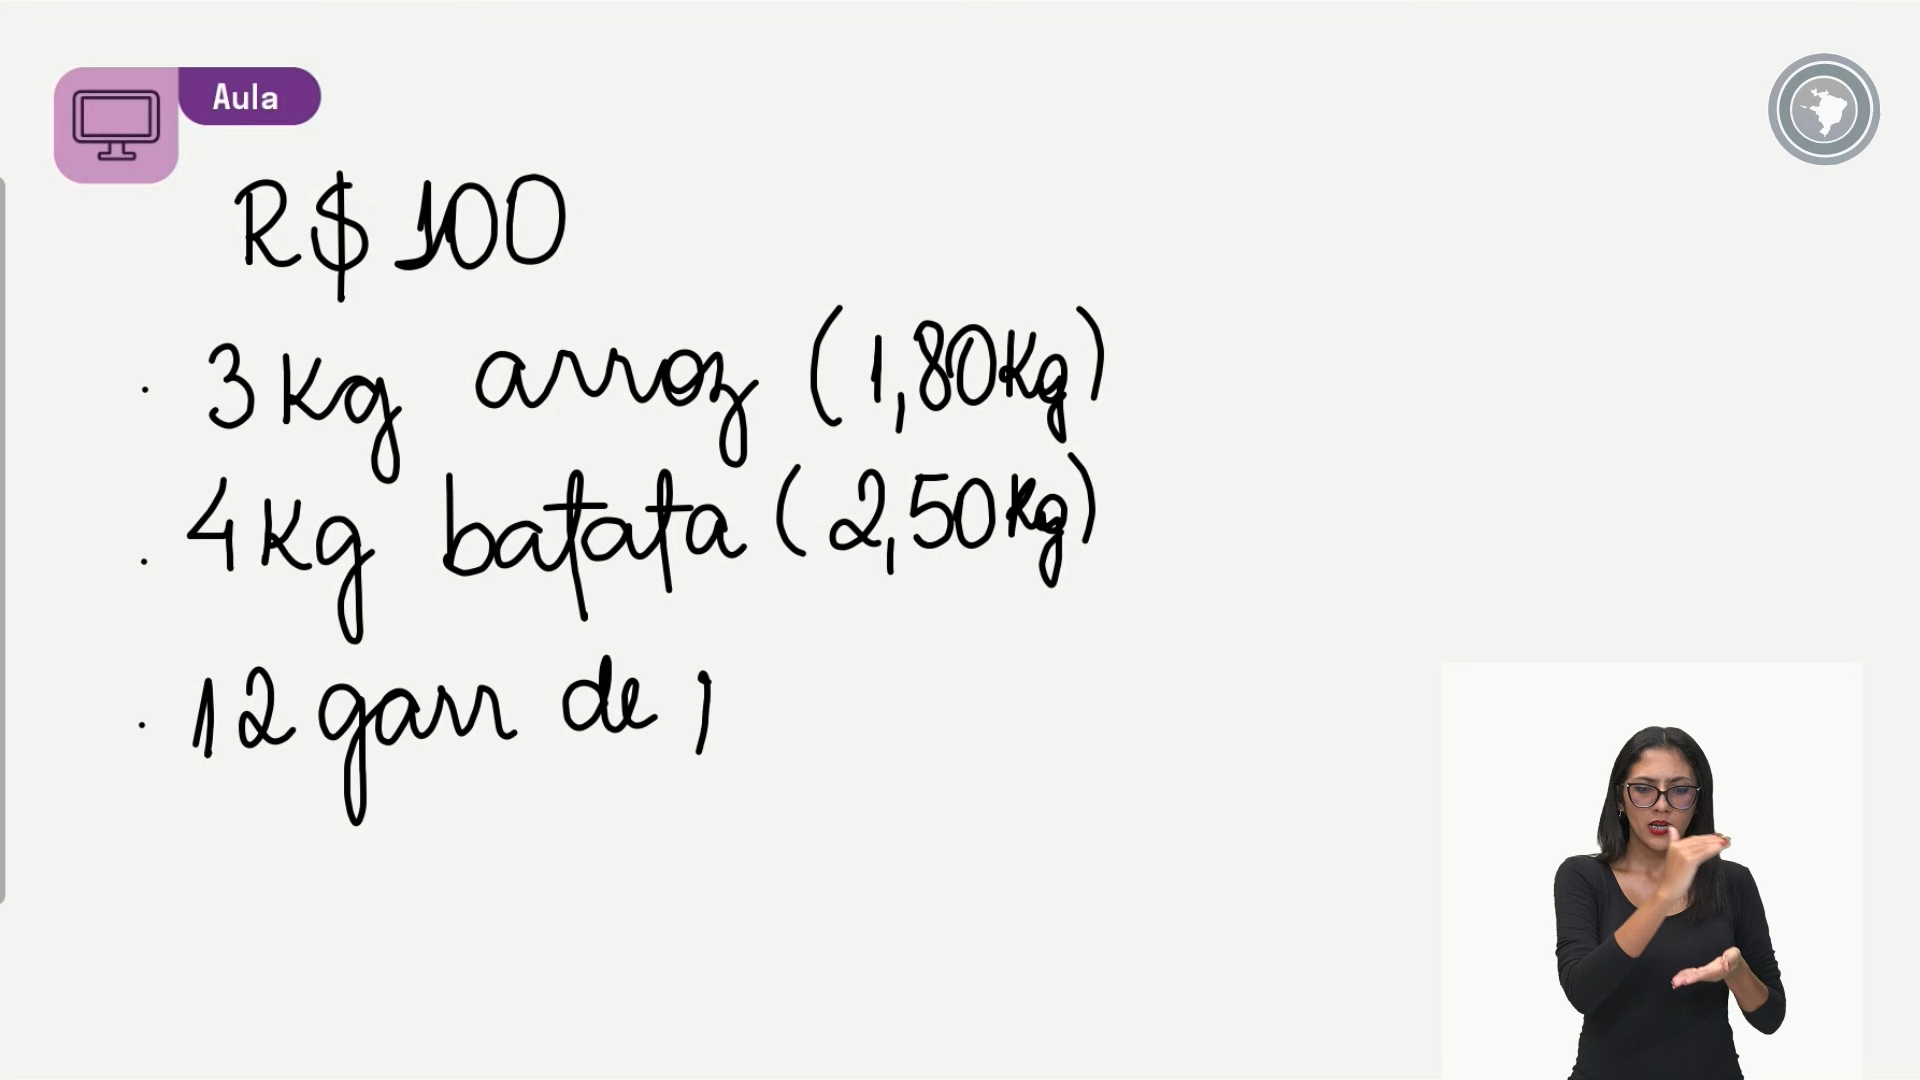 Aula
R$ 100
. 3 Kg arroz (1,80Kg)
. 4 Kg batata (2,50Kg)
. 12 garr de